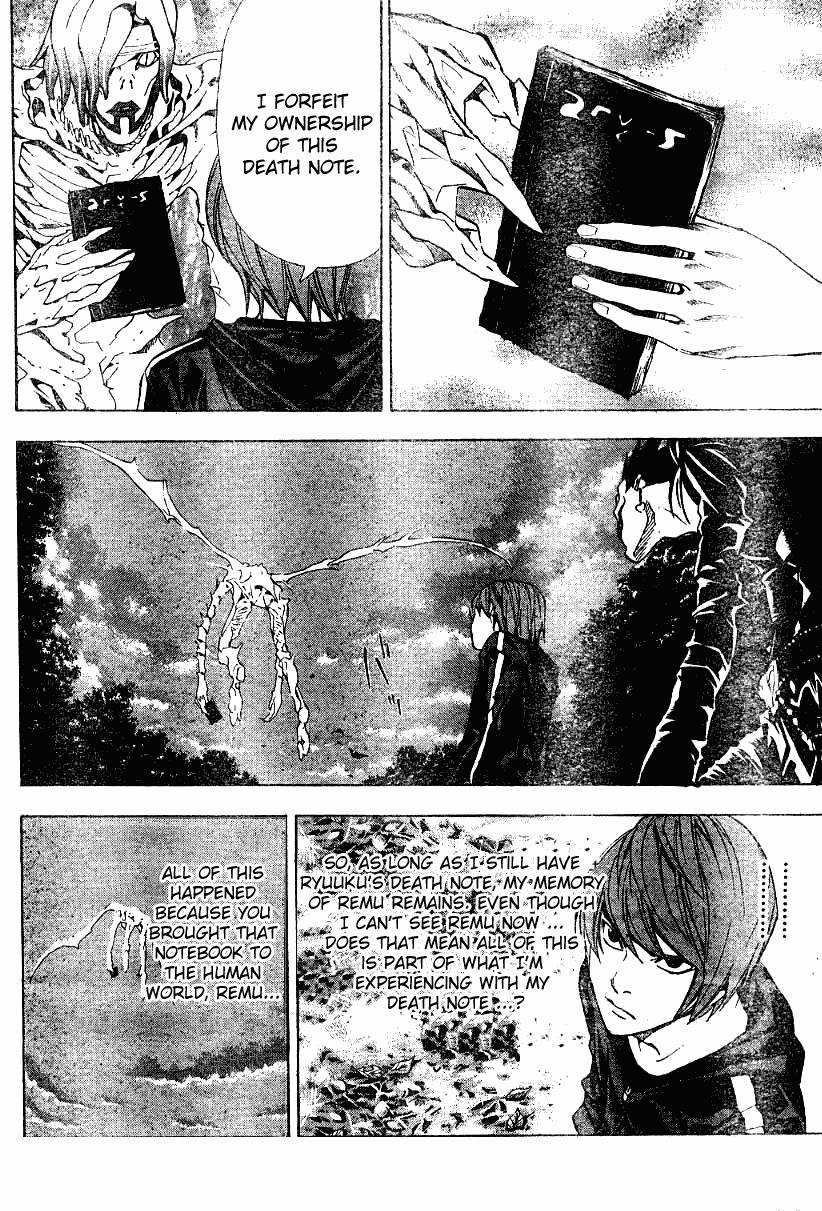 I FORFEIT
MY OWNERSHIP
OF THIS
DEATH NOTE.
SO, AS LONG AS I STILL HAVE
RYUUKU'S DEATH NOTE, MY MEMORY
OF REMU REMAINS. EVEN THOUGH
I CAN'T SEE REMU NOW ...
DOES THAT MEAN ALL OF THIS
IS PART OF WHAT I'M
EXPERIENCING WITH MY
DEATH NOTE ...?
ALL OF THIS
HAPPENED
BECAUSE YOU
BROUGHT THAT
NOTEBOOK TO
THE HUMAN
WORLD, REMU...